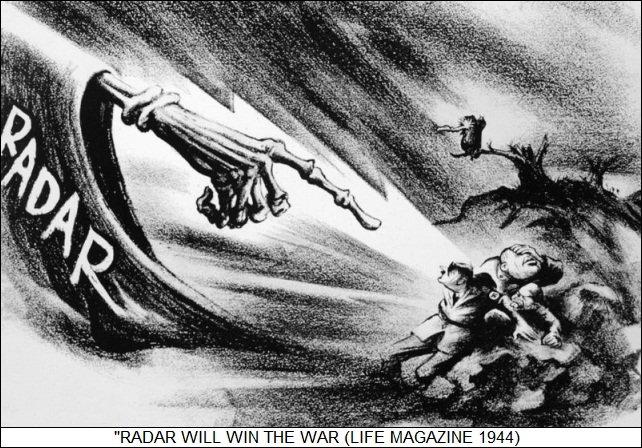 RADAR
"RADAR WILL WIN THE WAR (LIFE MAGAZINE 1944)